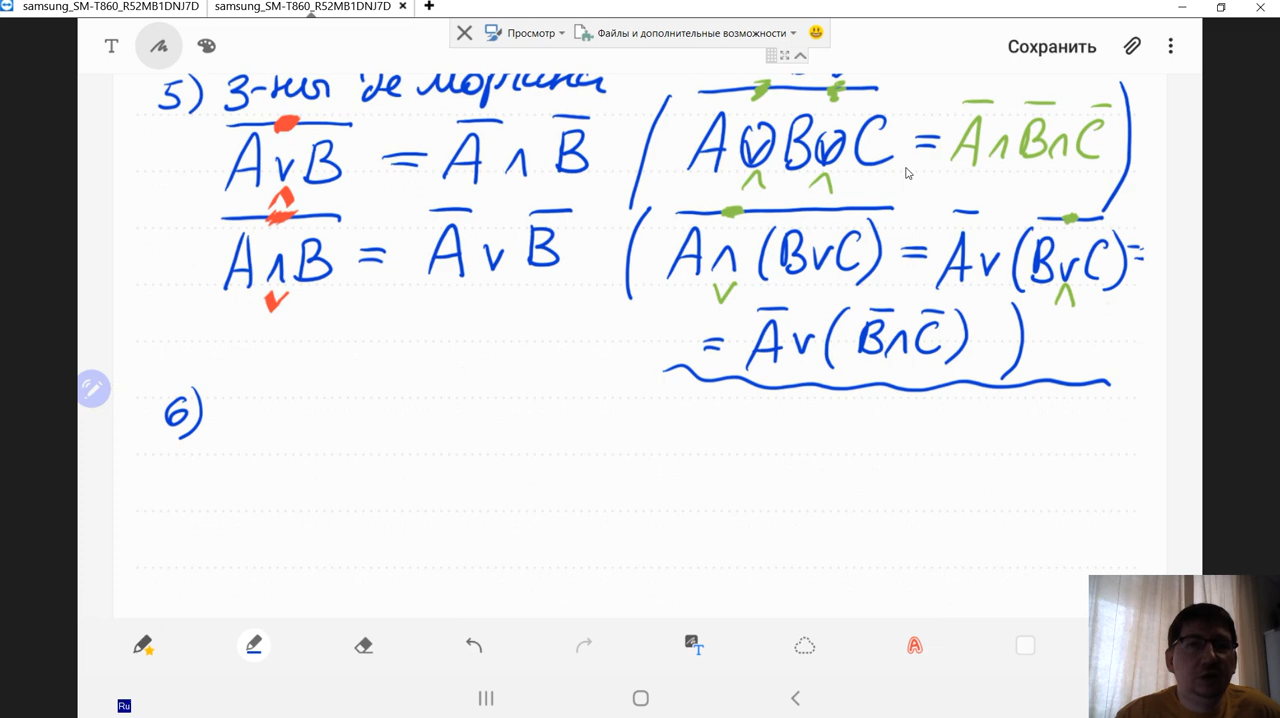 samsung_SM-T860_R52MB1DNJ7D samsung_SM-T860_R52MB1DNJ7D
Просмотр Файлы и дополнительные возможности
T Сохранить
5) З-ны де Моргана
A̅ ̅v̅ ̅B̅ = A̅ ∧ B̅ ( A̅ ̅v̅ ̅B̅ ̅v̅ ̅C̅ = A̅∧B̅∧C̅ )
∧ ∧ ∧
A̅ ̅∧̅ ̅B̅ = A̅ v B̅ ( A̅ ̅∧̅ ̅(̅B̅v̅C̅)̅ = A̅ v (B̅v̅C̅) =
v v ∧
= A̅ v ( B̅∧C̅ ) )
6)
T A
Ru